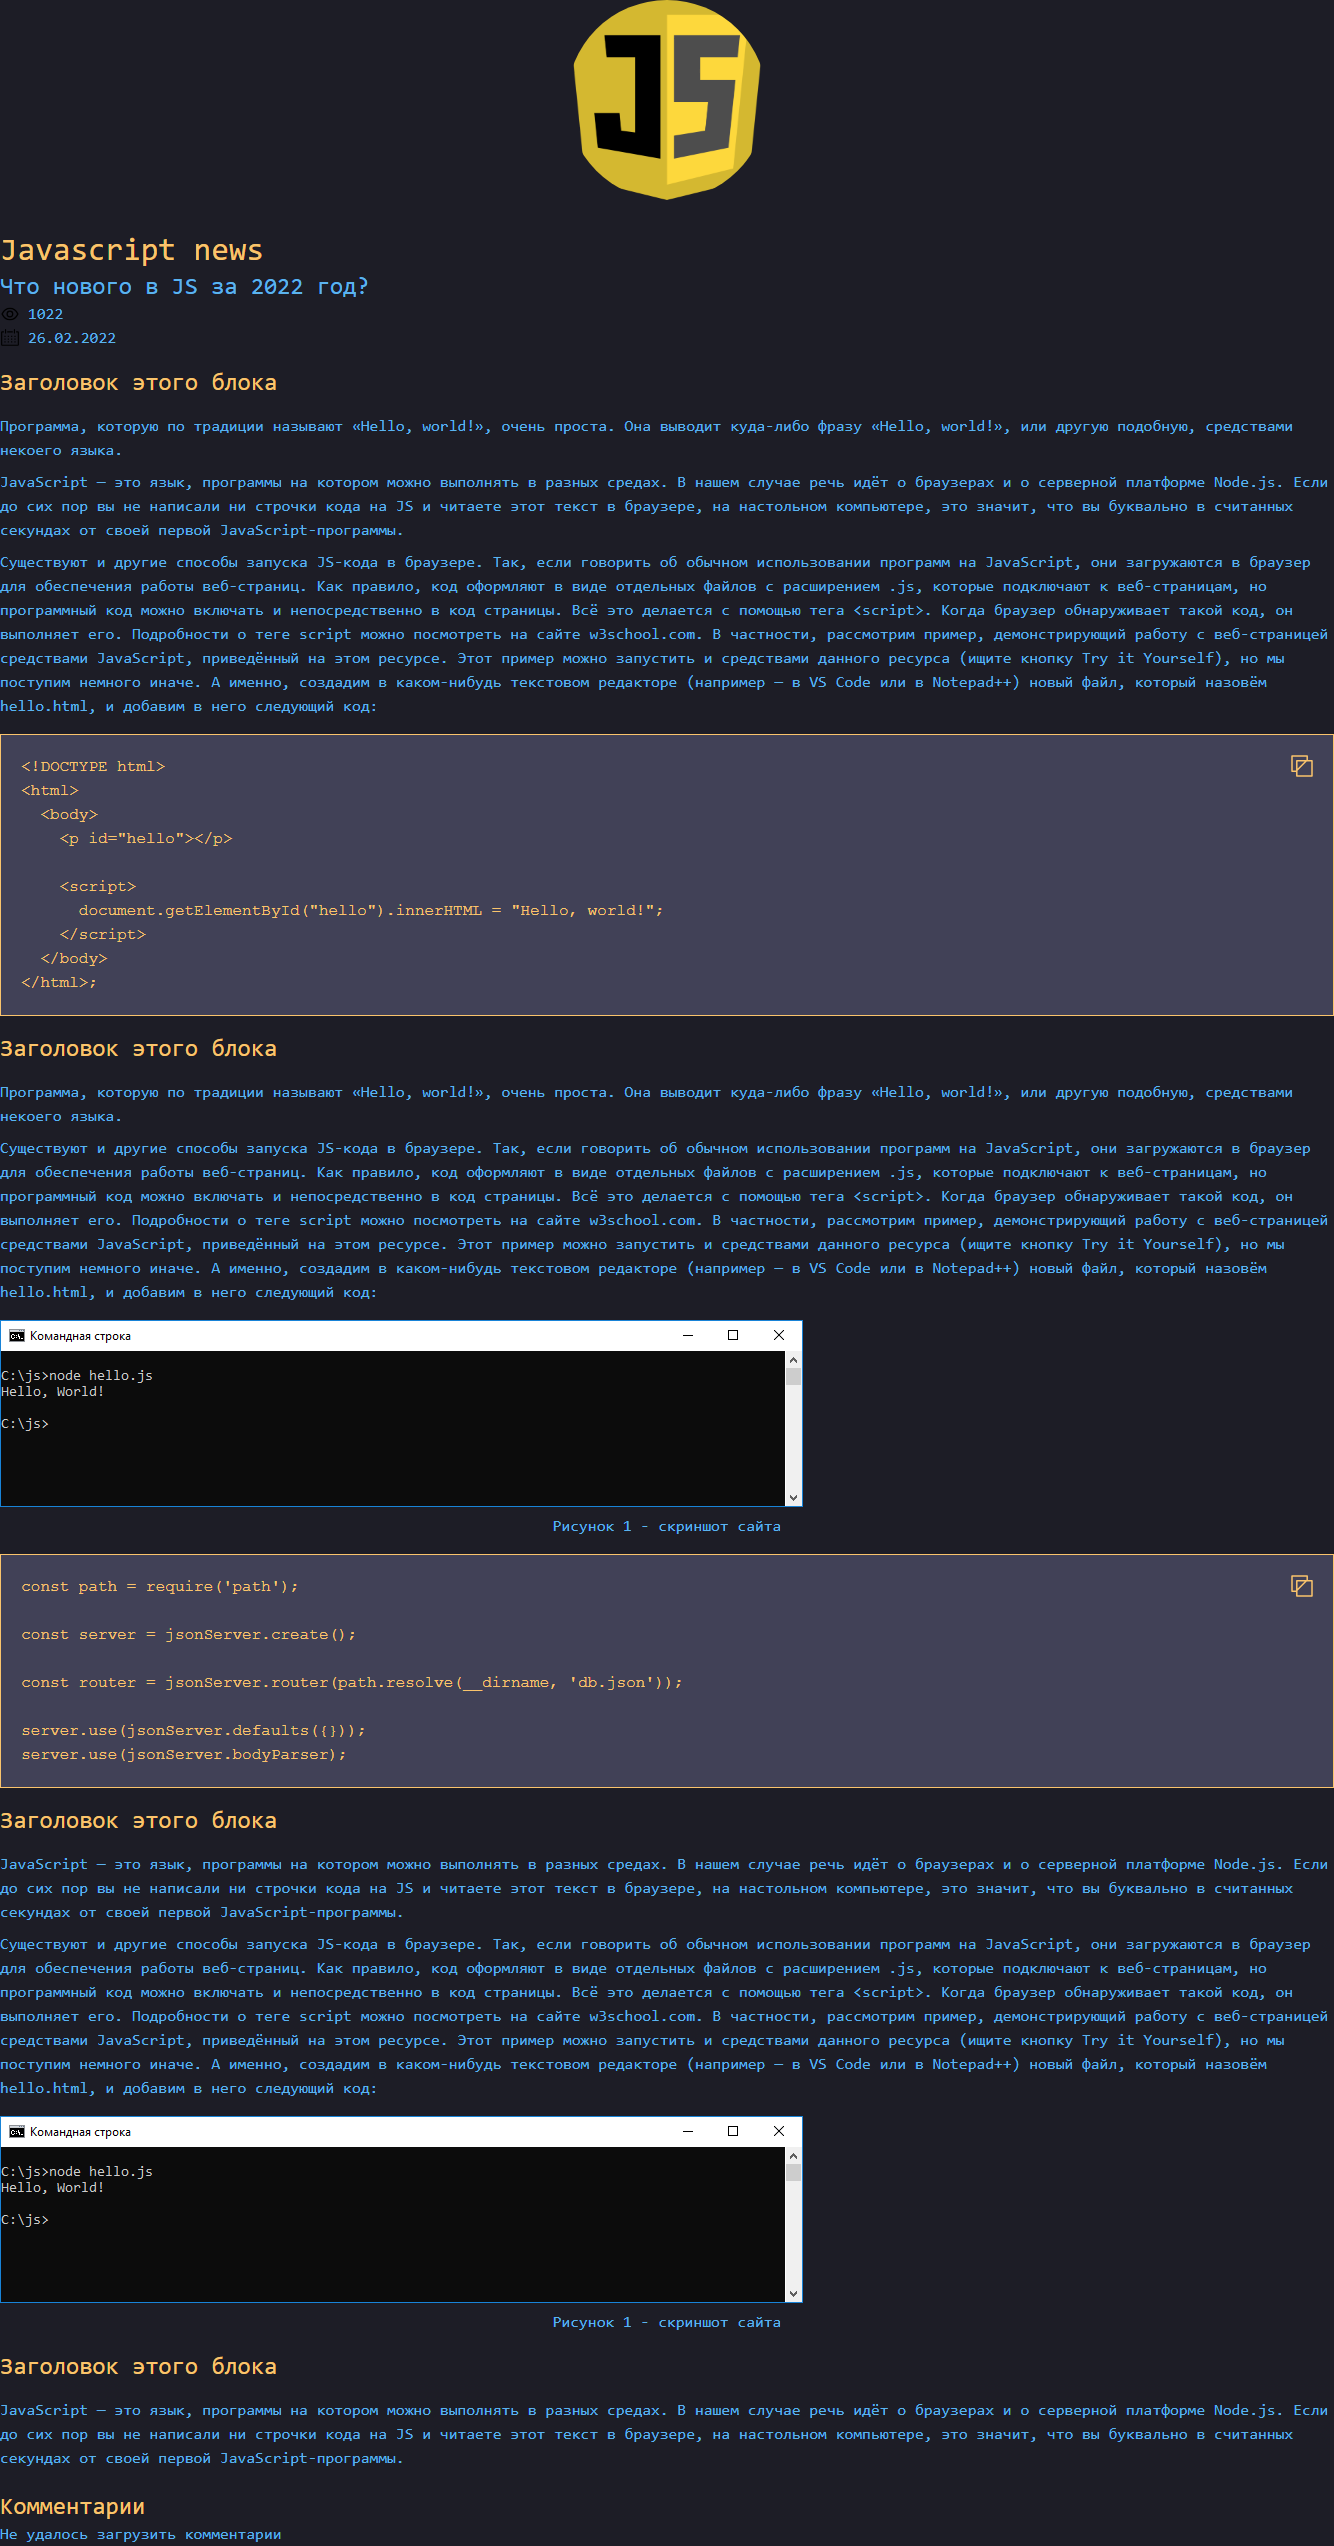 JS
Javascript news
Что нового в JS за 2022 год?
1022
26.02.2022
Заголовок этого блока
Программа, которую по традиции называют «Hello, world!», очень проста. Она выводит куда-либо фразу «Hello, world!», или другую подобную, средствами
некоего языка.
JavaScript — это язык, программы на котором можно выполнять в разных средах. В нашем случае речь идёт о браузерах и о серверной платформе Node.js. Если
до сих пор вы не написали ни строчки кода на JS и читаете этот текст в браузере, на настольном компьютере, это значит, что вы буквально в считанных
секундах от своей первой JavaScript-программы.
Существуют и другие способы запуска JS-кода в браузере. Так, если говорить об обычном использовании программ на JavaScript, они загружаются в браузер
для обеспечения работы веб-страниц. Как правило, код оформляют в виде отдельных файлов с расширением .js, которые подключают к веб-страницам, но
программный код можно включать и непосредственно в код страницы. Всё это делается с помощью тега <script>. Когда браузер обнаруживает такой код, он
выполняет его. Подробности о теге script можно посмотреть на сайте w3school.com. В частности, рассмотрим пример, демонстрирующий работу с веб-страницей
средствами JavaScript, приведённый на этом ресурсе. Этот пример можно запустить и средствами данного ресурса (ищите кнопку Try it Yourself), но мы
поступим немного иначе. А именно, создадим в каком-нибудь текстовом редакторе (например — в VS Code или в Notepad++) новый файл, который назовём
hello.html, и добавим в него следующий код:
<!DOCTYPE html>
<html>
  <body>
    <p id="hello"></p>
    <script>
      document.getElementById("hello").innerHTML = "Hello, world!";
    </script>
  </body>
</html>;
Заголовок этого блока
Программа, которую по традиции называют «Hello, world!», очень проста. Она выводит куда-либо фразу «Hello, world!», или другую подобную, средствами
некоего языка.
Существуют и другие способы запуска JS-кода в браузере. Так, если говорить об обычном использовании программ на JavaScript, они загружаются в браузер
для обеспечения работы веб-страниц. Как правило, код оформляют в виде отдельных файлов с расширением .js, которые подключают к веб-страницам, но
программный код можно включать и непосредственно в код страницы. Всё это делается с помощью тега <script>. Когда браузер обнаруживает такой код, он
выполняет его. Подробности о теге script можно посмотреть на сайте w3school.com. В частности, рассмотрим пример, демонстрирующий работу с веб-страницей
средствами JavaScript, приведённый на этом ресурсе. Этот пример можно запустить и средствами данного ресурса (ищите кнопку Try it Yourself), но мы
поступим немного иначе. А именно, создадим в каком-нибудь текстовом редакторе (например — в VS Code или в Notepad++) новый файл, который назовём
hello.html, и добавим в него следующий код:
Командная строка
C:\js>node hello.js
Hello, World!
C:\js>
Рисунок 1 - скриншот сайта
const path = require('path');
const server = jsonServer.create();
const router = jsonServer.router(path.resolve(__dirname, 'db.json'));
server.use(jsonServer.defaults({}));
server.use(jsonServer.bodyParser);
Заголовок этого блока
JavaScript — это язык, программы на котором можно выполнять в разных средах. В нашем случае речь идёт о браузерах и о серверной платформе Node.js. Если
до сих пор вы не написали ни строчки кода на JS и читаете этот текст в браузере, на настольном компьютере, это значит, что вы буквально в считанных
секундах от своей первой JavaScript-программы.
Существуют и другие способы запуска JS-кода в браузере. Так, если говорить об обычном использовании программ на JavaScript, они загружаются в браузер
для обеспечения работы веб-страниц. Как правило, код оформляют в виде отдельных файлов с расширением .js, которые подключают к веб-страницам, но
программный код можно включать и непосредственно в код страницы. Всё это делается с помощью тега <script>. Когда браузер обнаруживает такой код, он
выполняет его. Подробности о теге script можно посмотреть на сайте w3school.com. В частности, рассмотрим пример, демонстрирующий работу с веб-страницей
средствами JavaScript, приведённый на этом ресурсе. Этот пример можно запустить и средствами данного ресурса (ищите кнопку Try it Yourself), но мы
поступим немного иначе. А именно, создадим в каком-нибудь текстовом редакторе (например — в VS Code или в Notepad++) новый файл, который назовём
hello.html, и добавим в него следующий код:
Командная строка
C:\js>node hello.js
Hello, World!
C:\js>
Рисунок 1 - скриншот сайта
Заголовок этого блока
JavaScript — это язык, программы на котором можно выполнять в разных средах. В нашем случае речь идёт о браузерах и о серверной платформе Node.js. Если
до сих пор вы не написали ни строчки кода на JS и читаете этот текст в браузере, на настольном компьютере, это значит, что вы буквально в считанных
секундах от своей первой JavaScript-программы.
Комментарии
Не удалось загрузить комментарии